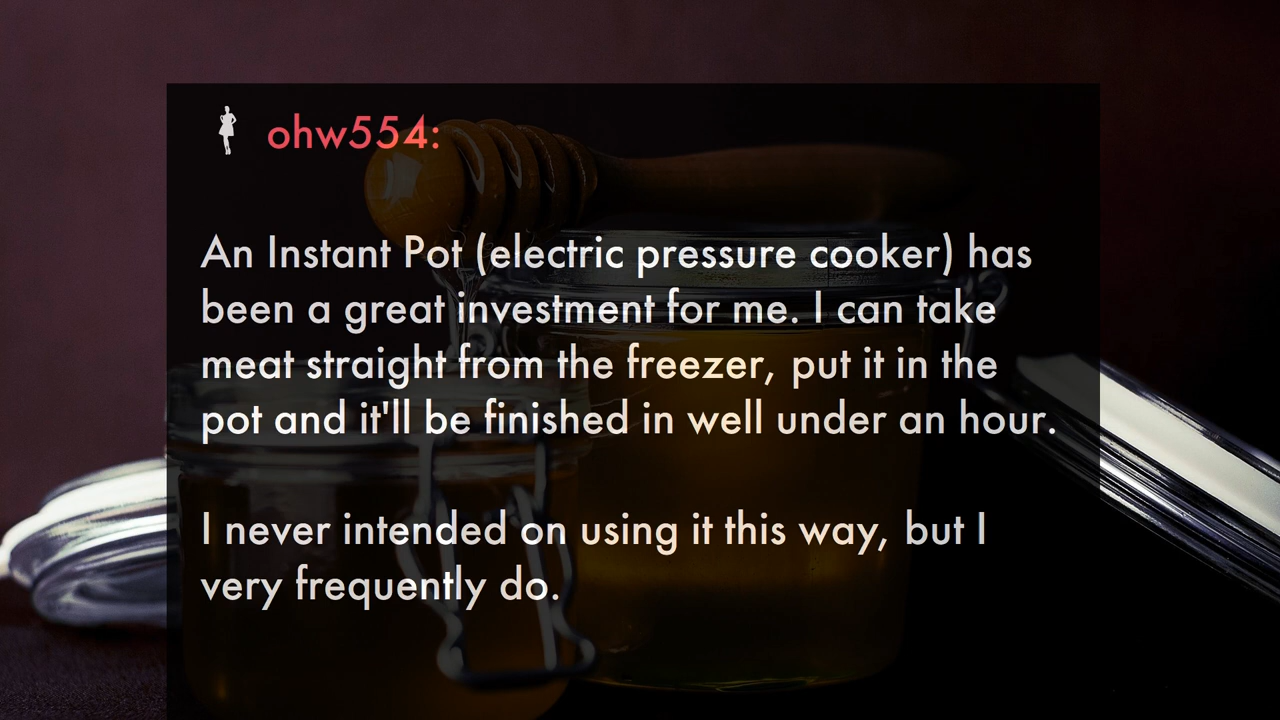 ohw554:
An Instant Pot (electric pressure cooker) has
been a great investment for me. I can take
meat straight from the freezer, put it in the
pot and it'll be finished in well under an hour.
I never intended on using it this way, but I
very frequently do.